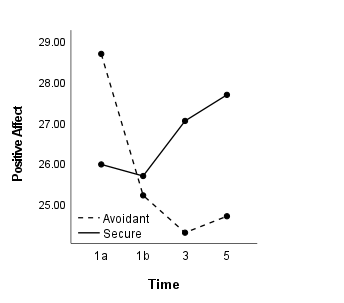 29.00
28.00
27.00
26.00
25.00
Positive Affect
Avoidant
Secure
1a 1b 3 5
Time